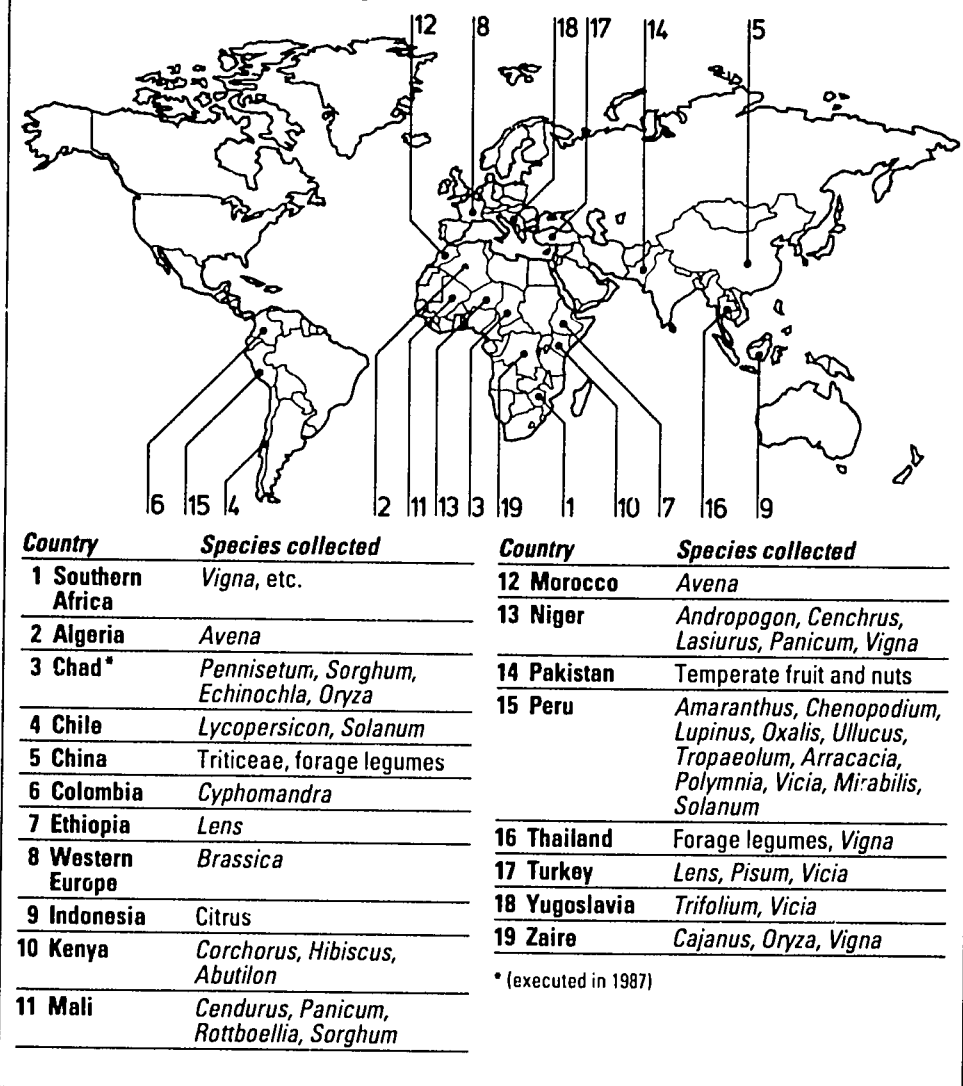 12 8 18 17 14 5
6 15 4 2 11 13 3 19 1 10 7 16 9
Country Species collected
1 Southern Africa Vigna, etc.
2 Algeria Avena
3 Chad* Pennisetum, Sorghum,
Echinochla, Oryza
4 Chile Lycopersicon, Solanum
5 China Triticeae, forage legumes
6 Colombia Cyphomandra
7 Ethiopia Lens
8 Western Europe Brassica
9 Indonesia Citrus
10 Kenya Corchorus, Hibiscus,
Abutilon
11 Mali Cendurus, Panicum,
Rottboellia, Sorghum
Country Species collected
12 Morocco Avena
13 Niger Andropogon, Cenchrus,
Lasiurus, Panicum, Vigna
14 Pakistan Temperate fruit and nuts
15 Peru Amaranthus, Chenopodium,
Lupinus, Oxalis, Ullucus,
Tropaeolum, Arracacia,
Polymnia, Vicia, Mirabilis,
Solanum
16 Thailand Forage legumes, Vigna
17 Turkey Lens, Pisum, Vicia
18 Yugoslavia Trifolium, Vicia
19 Zaire Cajanus, Oryza, Vigna
* (executed in 1987)